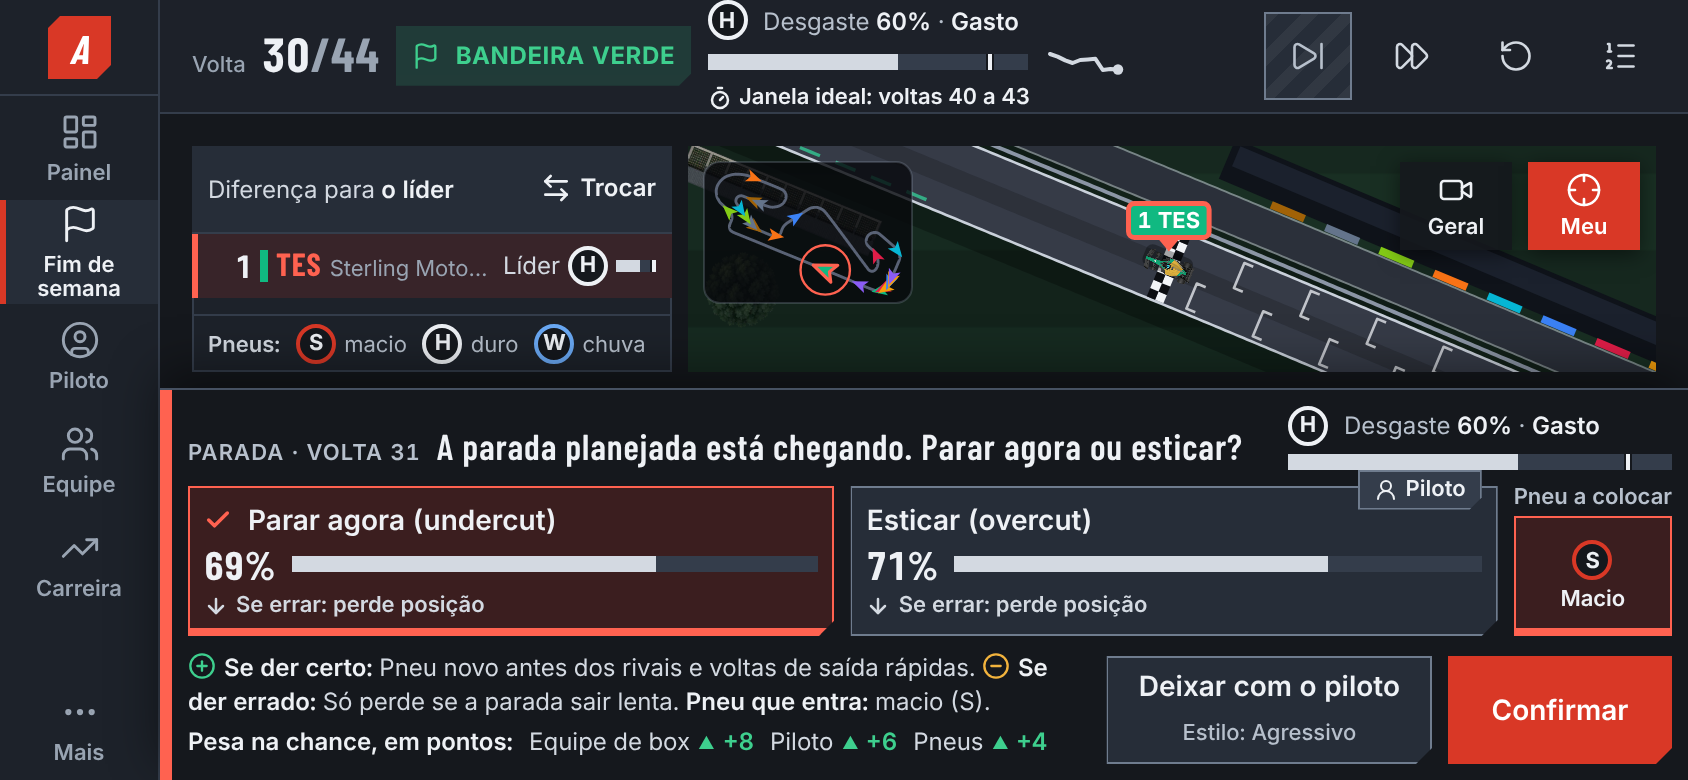 A
Painel
Fim de
semana
Piloto
Equipe
Carreira
Mais
Volta 30/44
BANDEIRA VERDE
H Desgaste 60% · Gasto
Janela ideal: voltas 40 a 43
Diferença para o líder
Trocar
1 TES Sterling Moto... Líder H
Pneus: S macio H duro W chuva
1 TES
Geral
Meu
PARADA · VOLTA 31 A parada planejada está chegando. Parar agora ou esticar?
H Desgaste 60% · Gasto
Parar agora (undercut)
69%
Se errar: perde posição
Piloto
Esticar (overcut)
71%
Se errar: perde posição
Pneu a colocar
S
Macio
Se der certo: Pneu novo antes dos rivais e voltas de saída rápidas. Se
der errado: Só perde se a parada sair lenta. Pneu que entra: macio (S).
Pesa na chance, em pontos: Equipe de box ▲ +8 Piloto ▲ +6 Pneus ▲ +4
Deixar com o piloto
Estilo: Agressivo
Confirmar